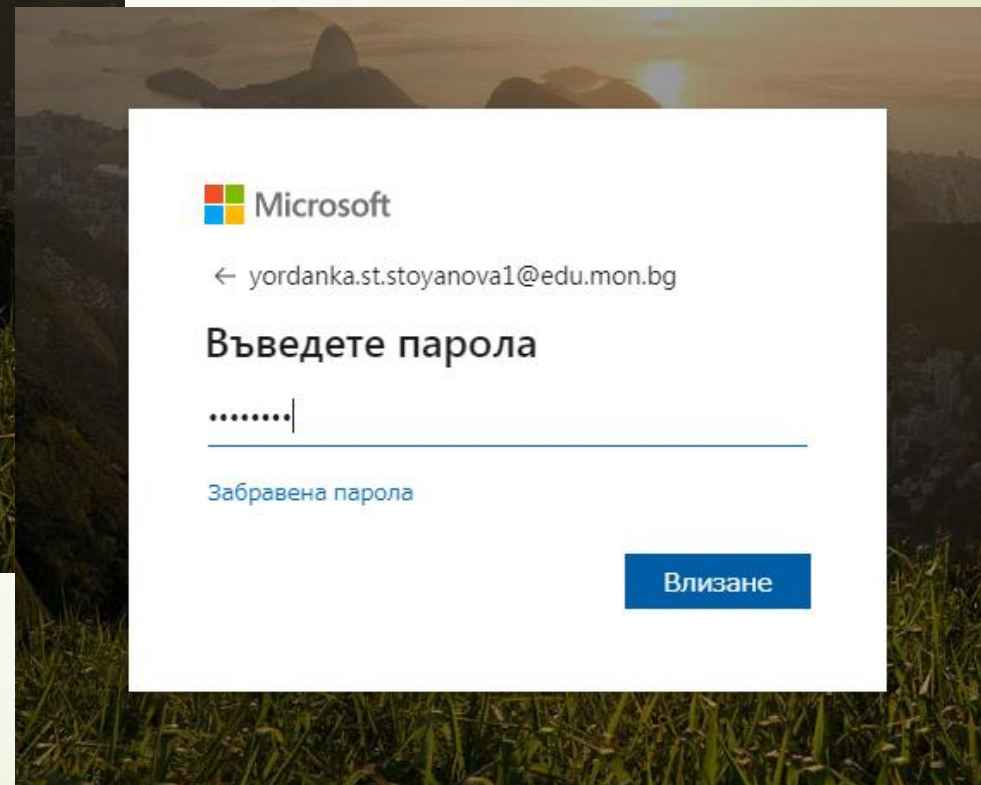 Microsoft
← yordanka.st.stoyanova1@edu.mon.bg
Въведете парола
••••••••
Забравена парола
Влизане